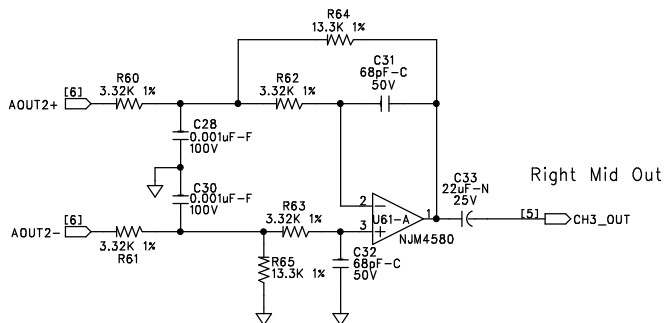 R64
13.3K 1%
C31
68pF-C
50V
[6]
R60
3.32K 1%
R62
3.32K 1%
AOUT2+
C28
0.001uF-F
100V
Right Mid Out
C30
0.001uF-F
100V
C33
22uF-N
25V
[6]
R63
3.32K 1%
2
U61-A
1
[5]
CH3_OUT
AOUT2-
3
NJM4580
3.32K 1%
R61
R65
13.3K 1%
C32
68pF-C
50V